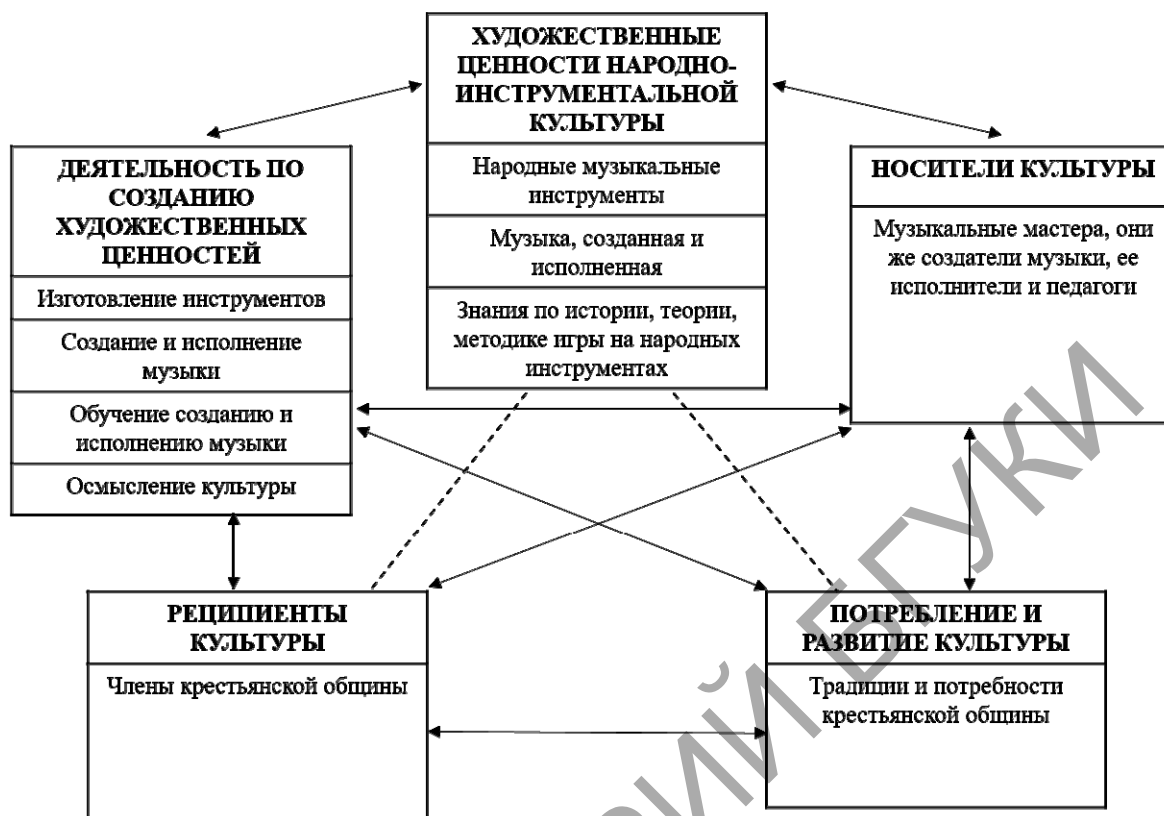 ХУДОЖЕСТВЕННЫЕ
ЦЕННОСТИ НАРОДНО-
ИНСТРУМЕНТАЛЬНОЙ
КУЛЬТУРЫ
Народные музыкальные
инструменты
Музыка, созданная и
исполненная
Знания по истории, теории,
методике игры на народных
инструментах
ДЕЯТЕЛЬНОСТЬ ПО
СОЗДАНИЮ
ХУДОЖЕСТВЕННЫХ
ЦЕННОСТЕЙ
Изготовление инструментов
Создание и исполнение
музыки
Обучение созданию и
исполнению музыки
Осмысление культуры
НОСИТЕЛИ КУЛЬТУРЫ
Музыкальные мастера, они
же создатели музыки, ее
исполнители и педагоги
РЕЦИПИЕНТЫ
КУЛЬТУРЫ
Члены крестьянской общины
ПОТРЕБЛЕНИЕ И
РАЗВИТИЕ КУЛЬТУРЫ
Традиции и потребности
крестьянской общины
РИЙ БГУКИ